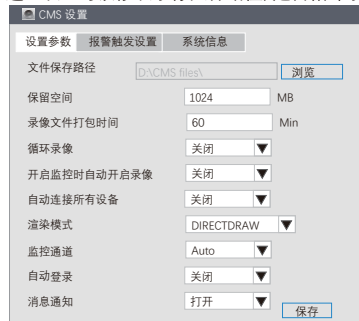 CMS 设置
设置参数 报警触发设置 系统信息
文件保存路径 D:\CMS files\ 浏览
保留空间 1024 MB
录像文件打包时间 60 Min
循环录像 关闭
开启监控时自动开启录像 关闭
自动连接所有设备 关闭
渲染模式 DIRECTDRAW
监控通道 Auto
自动登录 关闭
消息通知 打开
保存